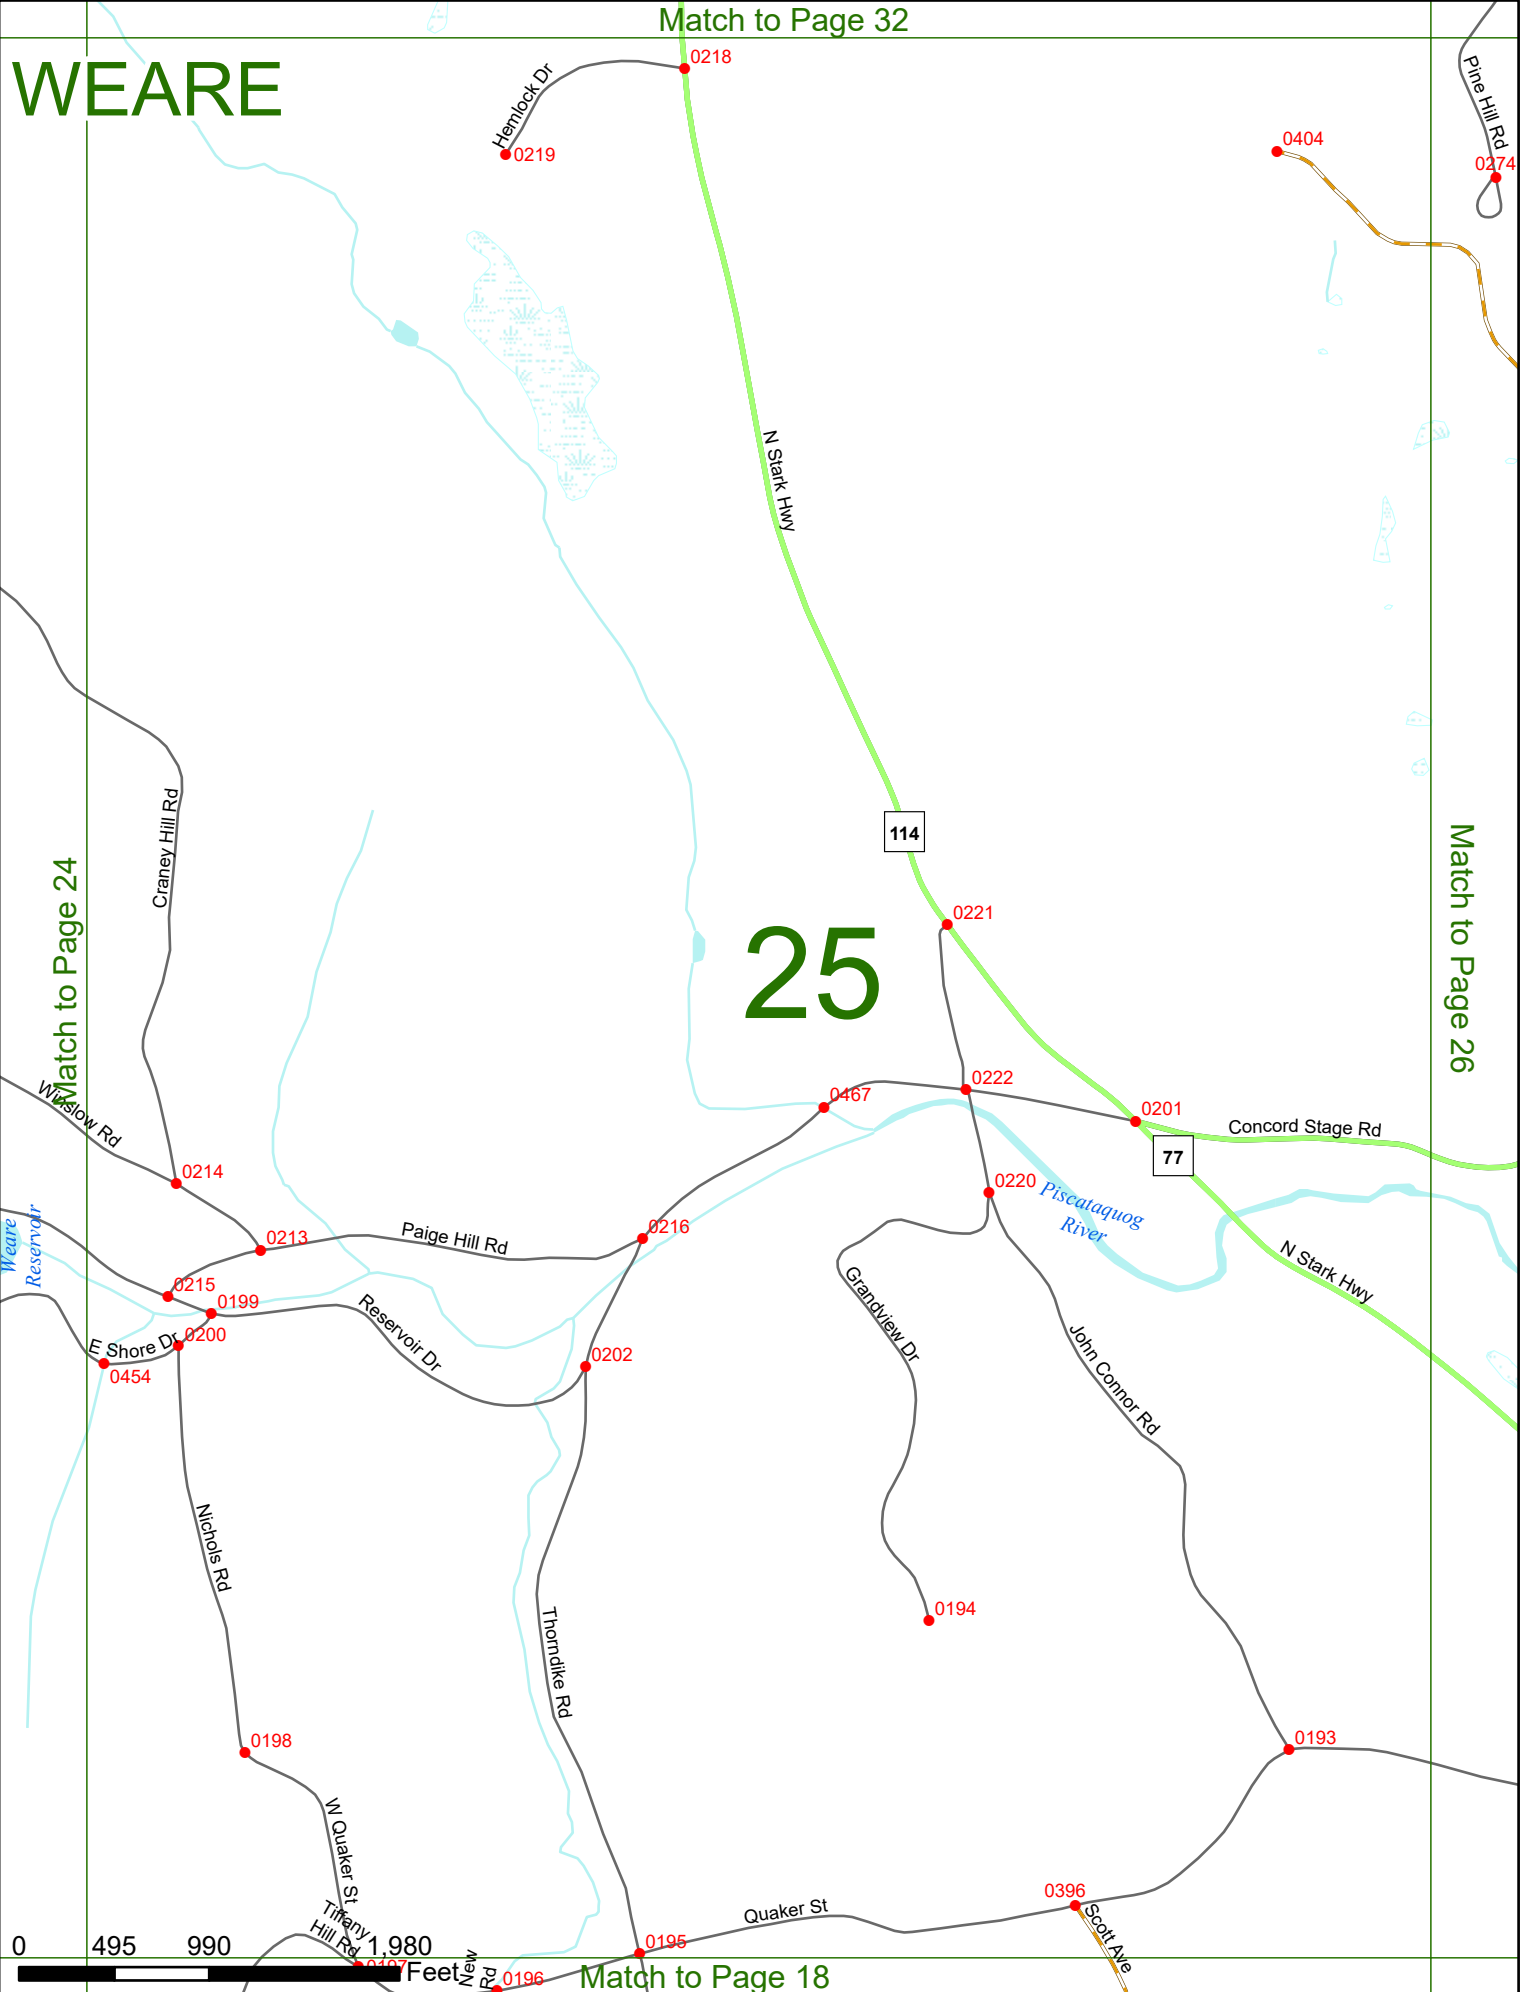 Match to Page 32
WEARE
0218
Hemlock Dr
0219
0404
Pine Hill Rd
0274
N Stark Hwy
114
Craney Hill Rd
Match to Page 24
Match to Page 26
0221
25
0222
0467
0201
Concord Stage Rd
77
Winslow Rd
0214
0220
Piscataquog
River
Weare
Reservoir
0213
Paige Hill Rd
0216
N Stark Hwy
0215
0199
Reservoir Dr
Grandview Dr
E Shore Dr
0200
0454
0202
John Connor Rd
Nichols Rd
Thorndike Rd
0194
0198
0193
W Quaker St
Tiffany
Hill Rd
0396
Quaker St
Scott Ave
0195
0197
New
Rd
0196
0 495 990 1,980
Feet
Match to Page 18